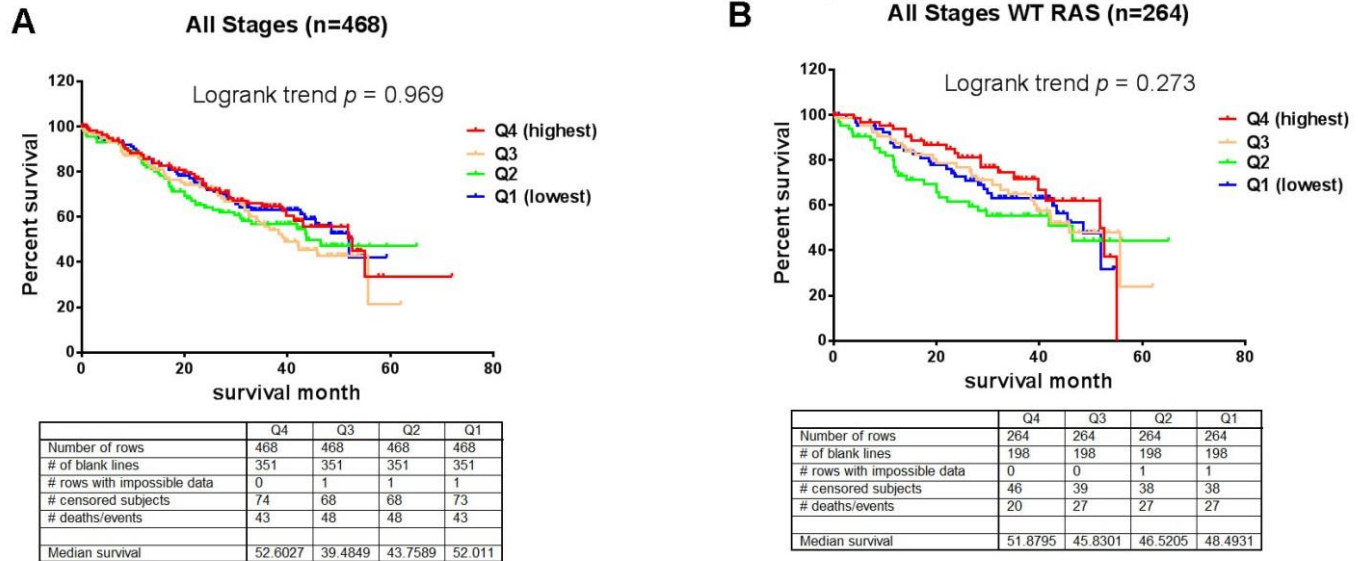 A
All Stages (n=468)
Logrank trend p = 0.969
Percent survival
120
100
80
60
40
20
0
0 20 40 60 80
survival month
Q4 (highest)
Q3
Q2
Q1 (lowest)
Q4 Q3 Q2 Q1
Number of rows 468 468 468 468
# of blank lines 351 351 351 351
# rows with impossible data 0 1 1 1
# censored subjects 74 68 68 73
# deaths/events 43 48 48 43
Median survival 52.6027 39.4849 43.7589 52.011
B
All Stages WT RAS (n=264)
Logrank trend p = 0.273
Percent survival
120
100
80
60
40
20
0
0 20 40 60 80
survival month
Q4 (highest)
Q3
Q2
Q1 (lowest)
Q4 Q3 Q2 Q1
Number of rows 264 264 264 264
# of blank lines 198 198 198 198
# rows with impossible data 0 0 1 1
# censored subjects 46 39 38 38
# deaths/events 20 27 27 27
Median survival 51.8795 45.8301 46.5205 48.4931